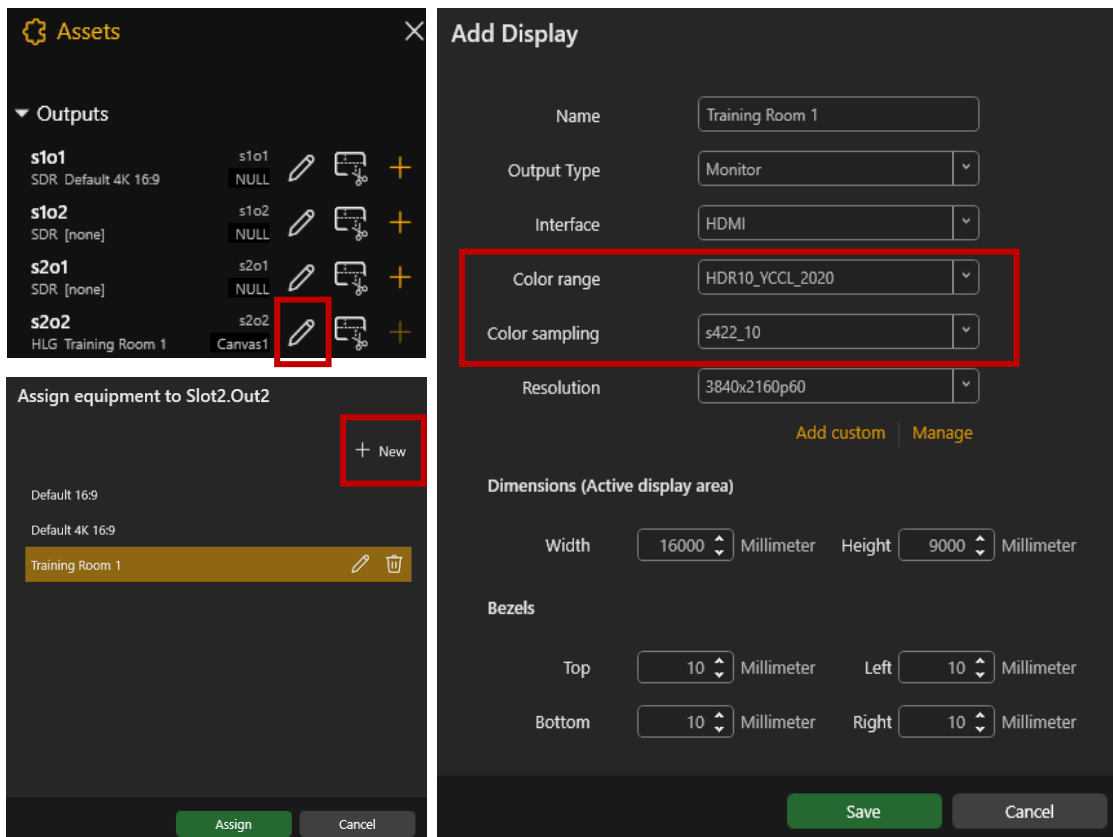 Assets
Outputs
s1o1 s1o1
SDR Default 4K 16:9 NULL
s1o2 s1o2
SDR [none] NULL
s2o1 s2o1
SDR [none] NULL
s2o2 s2o2
HLG Training Room 1 Canvas1
Assign equipment to Slot2.Out2
+ New
Default 16:9
Default 4K 16:9
Training Room 1
Assign Cancel
Add Display
Name Training Room 1
Output Type Monitor
Interface HDMI
Color range HDR10_YCCL_2020
Color sampling s422_10
Resolution 3840x2160p60
Add custom Manage
Dimensions (Active display area)
Width 16000 Millimeter Height 9000 Millimeter
Bezels
Top 10 Millimeter Left 10 Millimeter
Bottom 10 Millimeter Right 10 Millimeter
Save Cancel